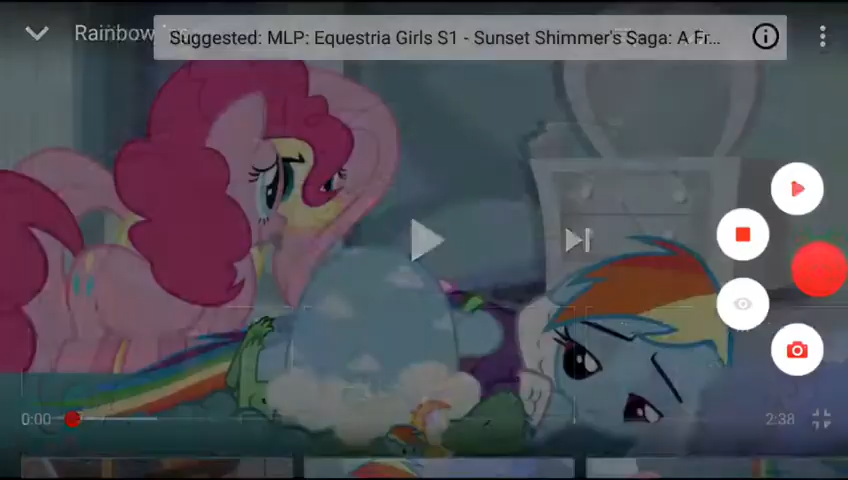 Rainbow
Suggested: MLP: Equestria Girls S1 - Sunset Shimmer's Saga: A Fr...
0:00
2:38